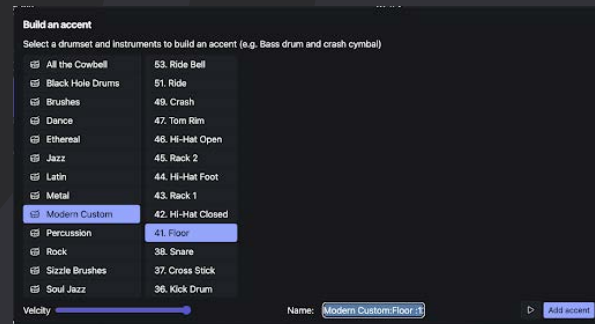 Build an accent
Select a drumset and instruments to build an accent (e.g. Bass drum and crash cymbal)
All the Cowbell
Black Hole Drums
Brushes
Dance
Ethereal
Jazz
Latin
Metal
Modern Custom
Percussion
Rock
Sizzle Brushes
Soul Jazz
53. Ride Bell
51. Ride
49. Crash
47. Tom Rim
46. Hi-Hat Open
45. Rack 2
44. Hi-Hat Foot
43. Rack 1
42. Hi-Hat Closed
41. Floor
38. Snare
37. Cross Stick
36. Kick Drum
Velcity
Name: Modern Custom:Floor :1
Add accent